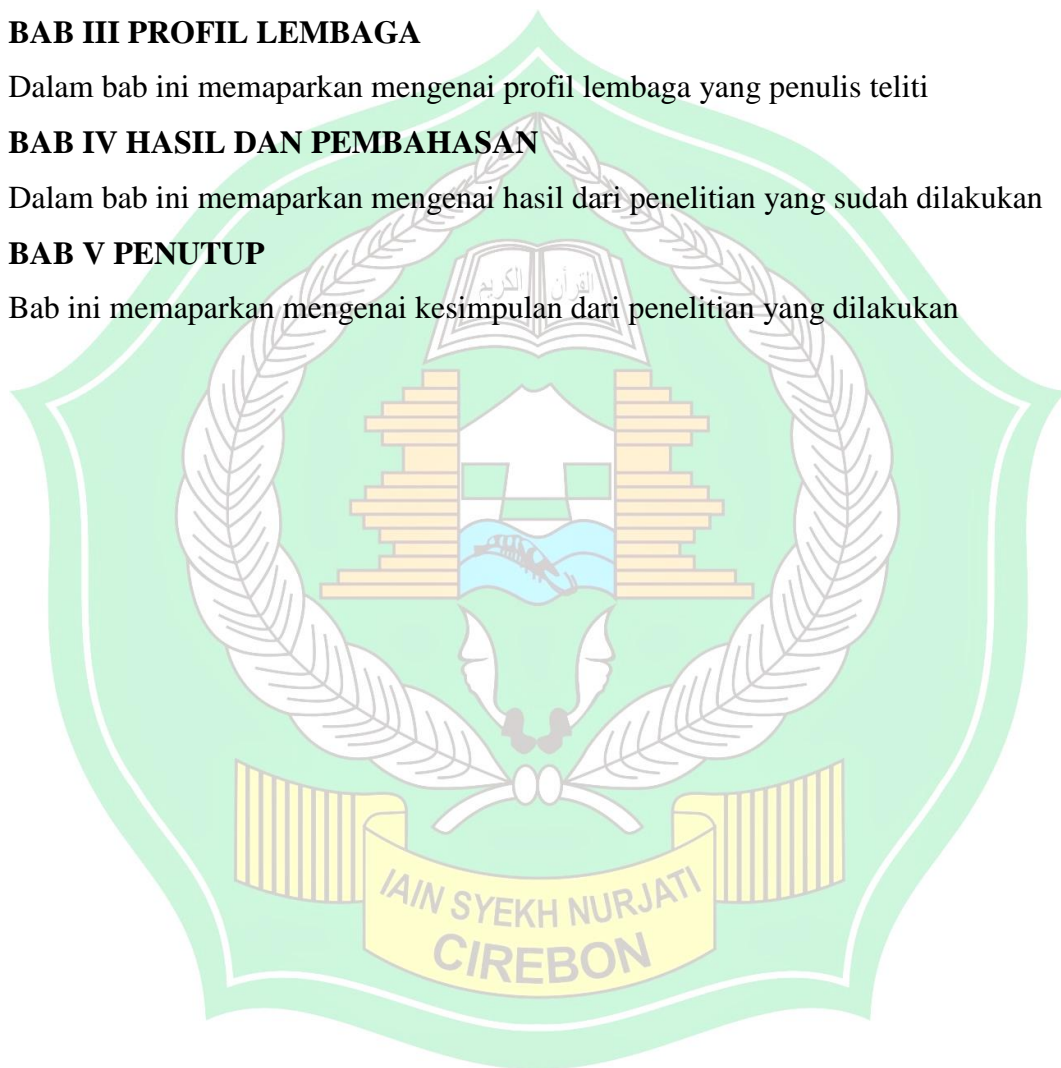 BAB III PROFIL LEMBAGA
Dalam bab ini memaparkan mengenai profil lembaga yang penulis teliti
BAB IV HASIL DAN PEMBAHASAN
Dalam bab ini memaparkan mengenai hasil dari penelitian yang sudah dilakukan
BAB V PENUTUP
Bab ini memaparkan mengenai kesimpulan dari penelitian yang dilakukan
القرآن الكريم
IAIN SYEKH NURJATI
CIREBON